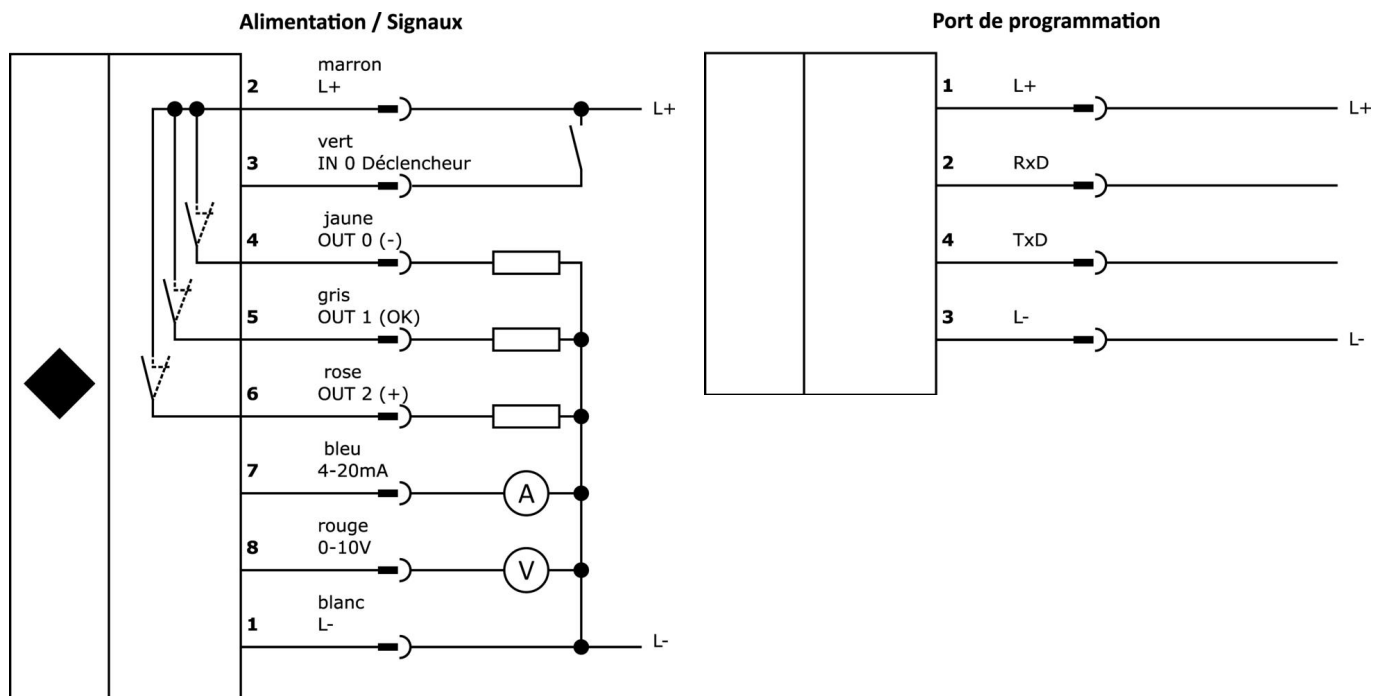 Alimentation / Signaux
marron
2 L+
L+
vert
3 IN 0 Déclencheur
jaune
4 OUT 0 (-)
gris
5 OUT 1 (OK)
rose
6 OUT 2 (+)
bleu
7 4-20mA
A
rouge
8 0-10V
V
blanc
1 L-
L-
Port de programmation
1 L+
L+
2 RxD
4 TxD
3 L-
L-